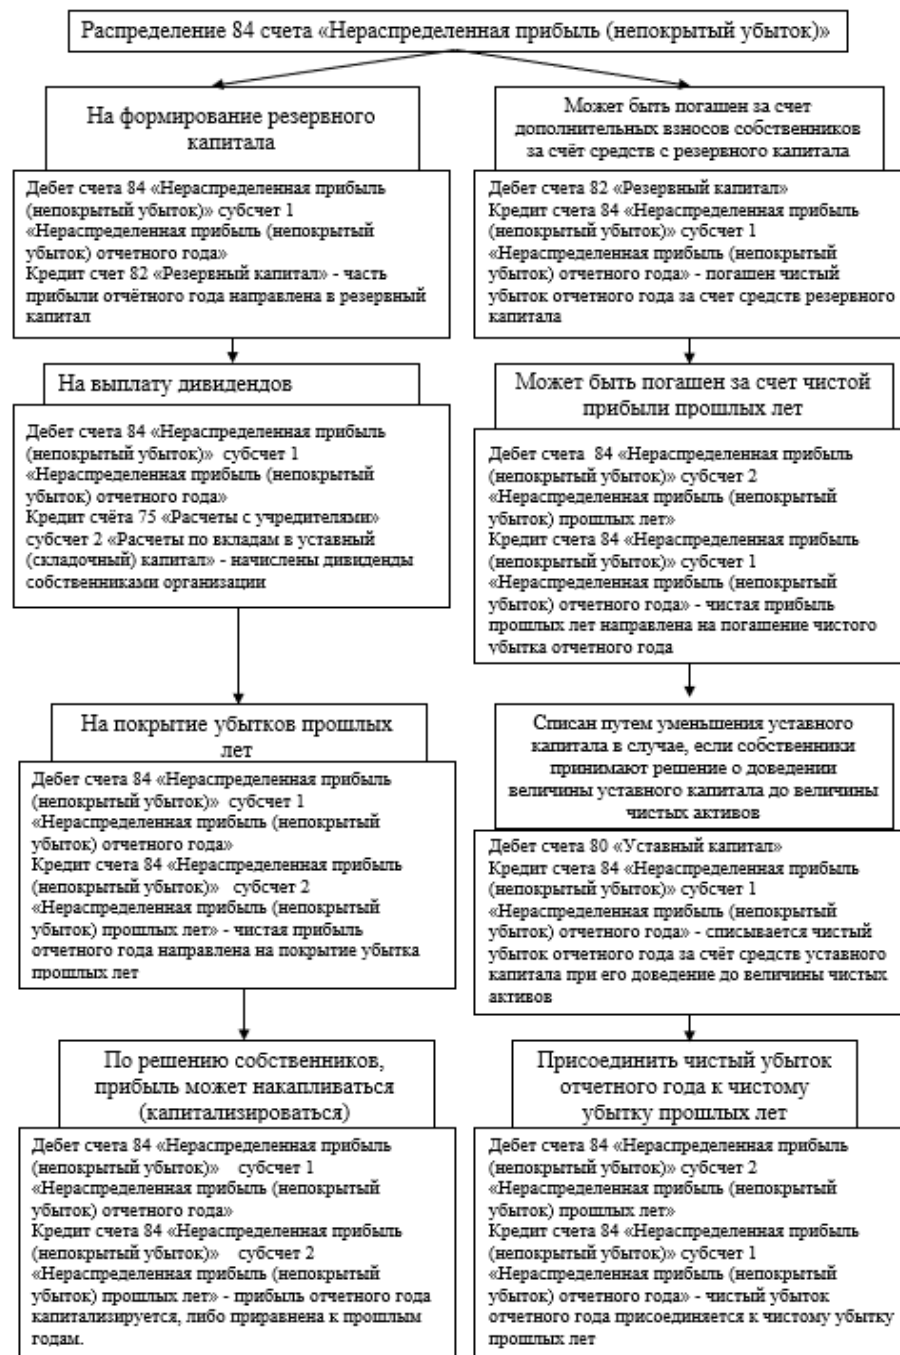 Распределение 84 счета «Нераспределенная прибыль (непокрытый убыток)»
На формирование резервного
капитала
Дебет счета 84 «Нераспределенная прибыль
(непокрытый убыток)» субсчет 1
«Нераспределенная прибыль (непокрытый
убыток) отчетного года»
Кредит счет 82 «Резервный капитал» - часть
прибыли отчётного года направлена в резервный
капитал
На выплату дивидендов
Дебет счета 84 «Нераспределенная прибыль
(непокрытый убыток)» субсчет 1
«Нераспределенная прибыль (непокрытый
убыток) отчетного года»
Кредит счёта 75 «Расчеты с учредителями»
субсчет 2 «Расчеты по вкладам в уставный
(складочный) капитал» - начислены дивиденды
собственниками организации
На покрытие убытков прошлых
лет
Дебет счета 84 «Нераспределенная прибыль
(непокрытый убыток)» субсчет 1
«Нераспределенная прибыль (непокрытый
убыток) отчетного года»
Кредит счета 84 «Нераспределенная прибыль
(непокрытый убыток)» субсчет 2
«Нераспределенная прибыль (непокрытый
убыток) прошлых лет» - чистая прибыль
отчетного года направлена на покрытие убытка
прошлых лет
По решению собственников,
прибыль может накапливаться
(капитализироваться)
Дебет счета 84 «Нераспределенная прибыль
(непокрытый убыток)» субсчет 1
«Нераспределенная прибыль (непокрытый
убыток) отчетного года»
Кредит счета 84 «Нераспределенная прибыль
(непокрытый убыток)» субсчет 2
«Нераспределенная прибыль (непокрытый
убыток) прошлых лет» - прибыль отчетного года
капитализируется, либо приравнена к прошлым
годам.
Может быть погашен за счет
дополнительных взносов собственников
за счёт средств с резервного капитала
Дебет счета 82 «Резервный капитал»
Кредит счета 84 «Нераспределенная прибыль
(непокрытый убыток)» субсчет 1
«Нераспределенная прибыль (непокрытый
убыток) отчетного года» - погашен чистый
убыток отчетного года за счет средств резервного
капитала
Может быть погашен за счет чистой
прибыли прошлых лет
Дебет счета 84 «Нераспределенная прибыль
(непокрытый убыток)» субсчет 2
«Нераспределенная прибыль (непокрытый
убыток) прошлых лет»
Кредит счета 84 «Нераспределенная прибыль
(непокрытый убыток)» субсчет 1
«Нераспределенная прибыль (непокрытый
убыток) отчетного года» - чистая прибыль
прошлых лет направлена на погашение чистого
убытка отчетного года
Списан путем уменьшения уставного
капитала в случае, если собственники
принимают решение о доведении
величины уставного капитала до величины
чистых активов
Дебет счета 80 «Уставный капитал»
Кредит счета 84 «Нераспределенная прибыль
(непокрытый убыток)» субсчет 1
«Нераспределенная прибыль (непокрытый
убыток) отчетного года» - списывается чистый
убыток отчетного года за счёт средств уставного
капитала при его доведение до величины чистых
активов
Присоединить чистый убыток
отчетного года к чистому
убытку прошлых лет
Дебет счета 84 «Нераспределенная прибыль
(непокрытый убыток)» субсчет 2
«Нераспределенная прибыль (непокрытый
убыток) прошлых лет»
Кредит счета 84 «Нераспределенная прибыль
(непокрытый убыток)» субсчет 1
«Нераспределенная прибыль (непокрытый
убыток) отчетного года» - чистый убыток
отчетного года присоединяется к чистому убытку
прошлых лет